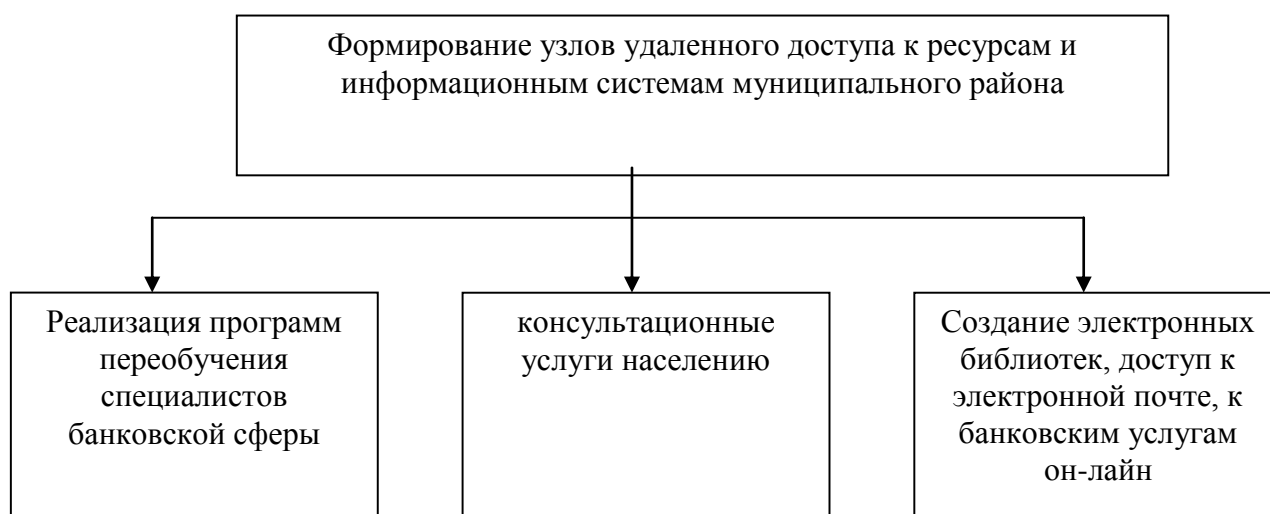 Формирование узлов удаленного доступа к ресурсам и
информационным системам муниципального района
Реализация программ
переобучения
специалистов
банковской сферы
консультационные
услуги населению
Создание электронных
библиотек, доступ к
электронной почте, к
банковским услугам
он-лайн